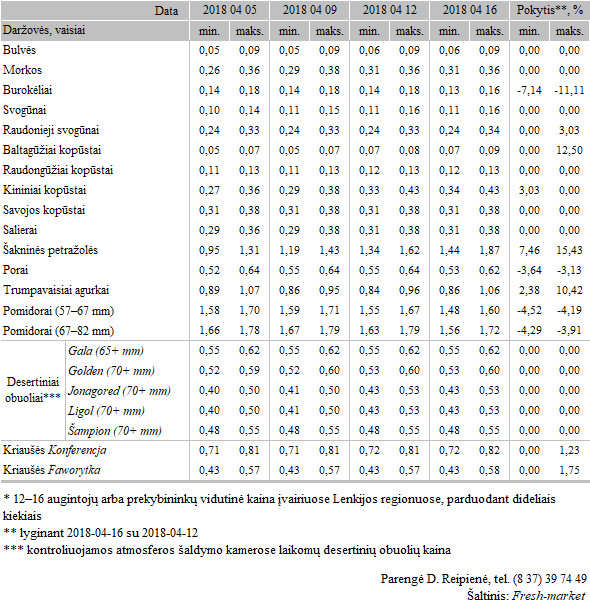 Data 2018 04 05 2018 04 09 2018 04 12 2018 04 16 Pokytis**, %
Daržovės, vaisiai min. maks. min. maks. min. maks. min. maks. min. maks.
Bulvės 0,05 0,09 0,05 0,09 0,06 0,09 0,06 0,09 0,00 0,00
Morkos 0,26 0,36 0,29 0,38 0,31 0,36 0,31 0,36 0,00 0,00
Burokėliai 0,14 0,18 0,14 0,18 0,14 0,18 0,13 0,16 -7,14 -11,11
Svogūnai 0,10 0,14 0,11 0,15 0,11 0,16 0,11 0,16 0,00 0,00
Raudonieji svogūnai 0,24 0,33 0,24 0,33 0,24 0,33 0,24 0,34 0,00 3,03
Baltagūžiai kopūstai 0,05 0,07 0,05 0,07 0,07 0,08 0,07 0,09 0,00 12,50
Raudongūžiai kopūstai 0,11 0,13 0,11 0,13 0,12 0,13 0,12 0,13 0,00 0,00
Kininiai kopūstai 0,27 0,36 0,29 0,38 0,33 0,43 0,34 0,43 3,03 0,00
Savojos kopūstai 0,31 0,38 0,31 0,38 0,31 0,38 0,31 0,38 0,00 0,00
Salierai 0,29 0,36 0,29 0,38 0,31 0,38 0,31 0,38 0,00 0,00
Šakninės petražolės 0,95 1,31 1,19 1,43 1,34 1,62 1,44 1,87 7,46 15,43
Porai 0,52 0,64 0,55 0,64 0,55 0,64 0,53 0,62 -3,64 -3,13
Trumpavaisiai agurkai 0,89 1,07 0,86 0,95 0,84 0,96 0,86 1,06 2,38 10,42
Pomidorai (57–67 mm) 1,58 1,70 1,59 1,71 1,55 1,67 1,48 1,60 -4,52 -4,19
Pomidorai (67–82 mm) 1,66 1,78 1,67 1,79 1,63 1,79 1,56 1,72 -4,29 -3,91
Desertiniai obuoliai***
Gala (65+ mm) 0,55 0,62 0,55 0,62 0,55 0,62 0,55 0,62 0,00 0,00
Golden (70+ mm) 0,52 0,59 0,52 0,60 0,53 0,60 0,53 0,60 0,00 0,00
Jonagored (70+ mm) 0,40 0,50 0,41 0,50 0,43 0,53 0,43 0,53 0,00 0,00
Ligol (70+ mm) 0,40 0,50 0,41 0,50 0,43 0,53 0,43 0,53 0,00 0,00
Šampion (70+ mm) 0,48 0,55 0,48 0,55 0,48 0,55 0,48 0,55 0,00 0,00
Kriaušės Konferencja 0,71 0,81 0,71 0,81 0,72 0,81 0,72 0,82 0,00 1,23
Kriaušės Faworytka 0,43 0,57 0,43 0,57 0,43 0,57 0,43 0,58 0,00 1,75
* 12–16 augintojų arba prekybininkų vidutinė kaina įvairiuose Lenkijos regionuose, parduodant dideliais
kiekiais
** lyginant 2018-04-16 su 2018-04-12
*** kontroliuojamos atmosferos šaldymo kamerose laikomų desertinių obuolių kaina
Parengė D. Reipienė, tel. (8 37) 39 74 49
Šaltinis: Fresh-market